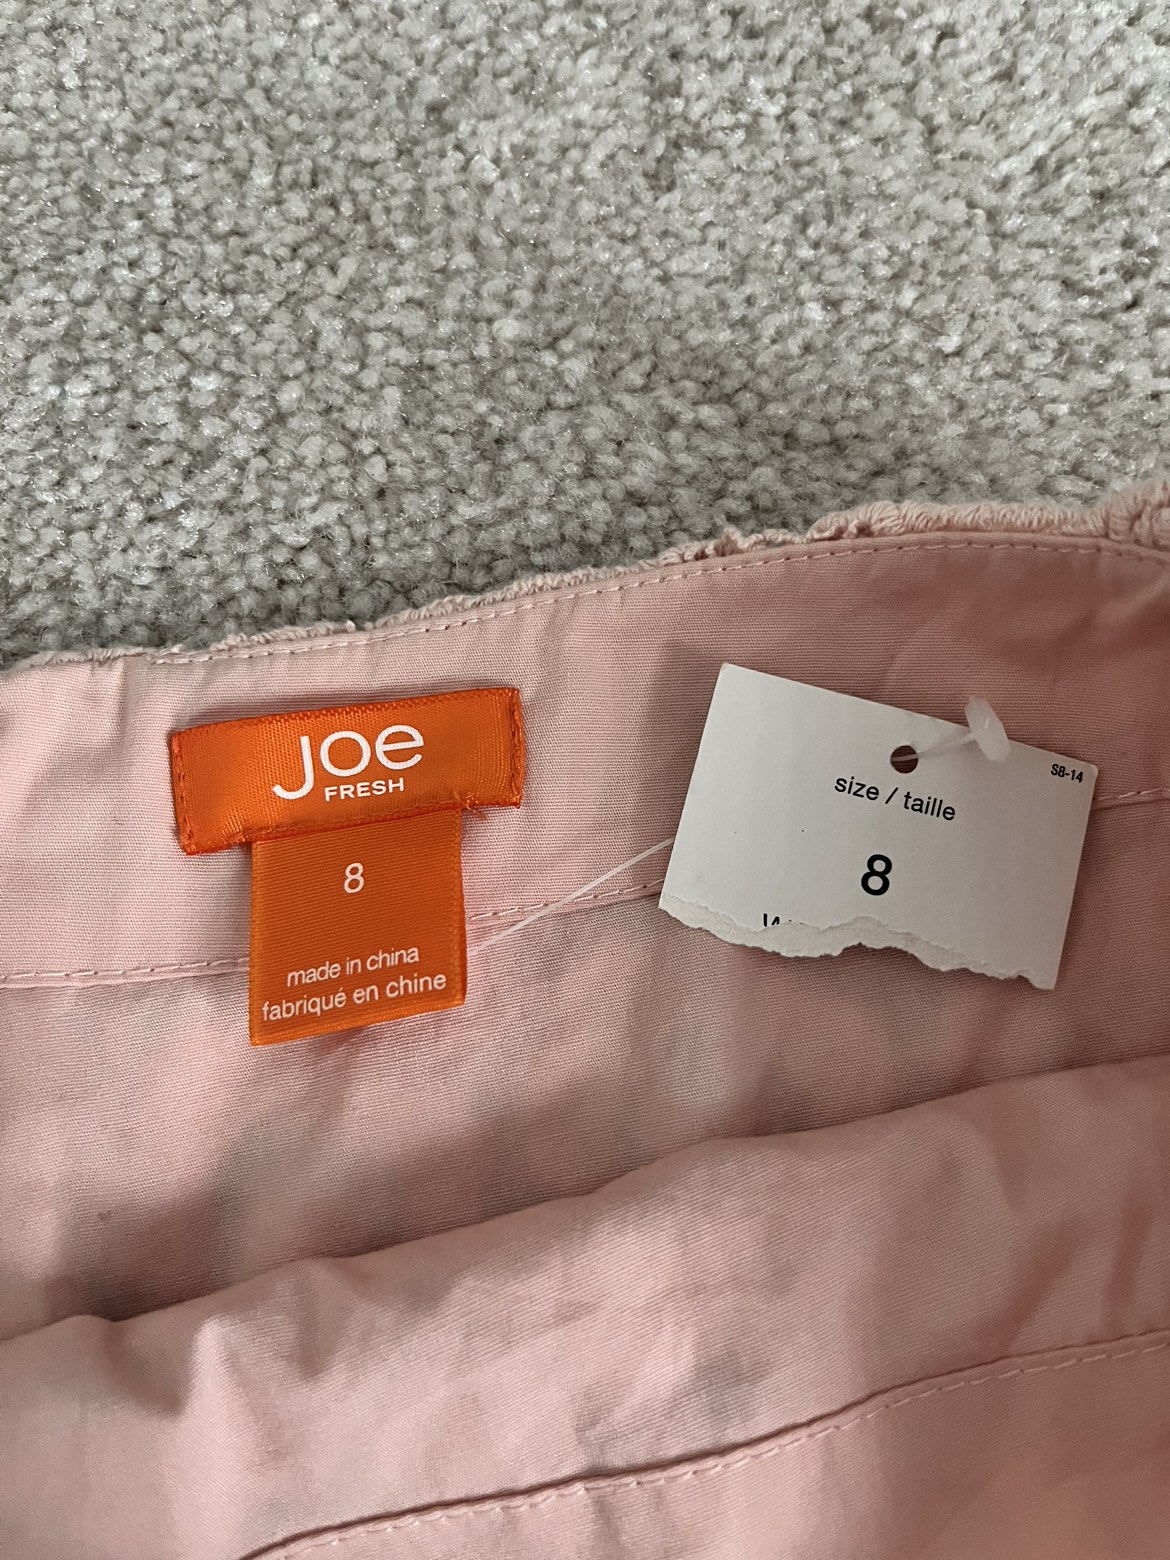 Joe
FRESH
8
made in china
fabriqué en chine
S8-14
size / taille
8